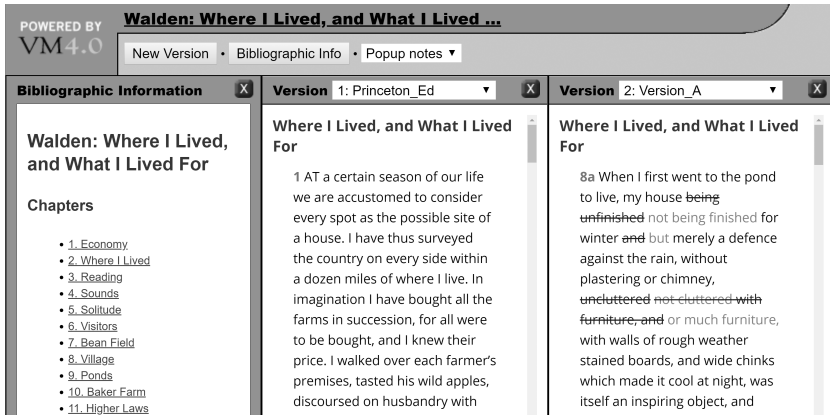 POWERED BY
VM4.0
Walden: Where I Lived, and What I Lived ...
New Version • Bibliographic Info • Popup notes ▼
Bibliographic Information X
Walden: Where I Lived,
and What I Lived For
Chapters
• 1. Economy
• 2. Where I Lived
• 3. Reading
• 4. Sounds
• 5. Solitude
• 6. Visitors
• 7. Bean Field
• 8. Village
• 9. Ponds
• 10. Baker Farm
• 11. Higher Laws
Version 1: Princeton_Ed ▼ X
Where I Lived, and What I Lived
For
1 AT a certain season of our life
we are accustomed to consider
every spot as the possible site of
a house. I have thus surveyed
the country on every side within
a dozen miles of where I live. In
imagination I have bought all the
farms in succession, for all were
to be bought, and I knew their
price. I walked over each farmer's
premises, tasted his wild apples,
discoursed on husbandry with
Version 2: Version_A ▼ X
Where I Lived, and What I Lived
For
8a When I first went to the pond
to live, my house being
unfinished not being finished for
winter and but merely a defence
against the rain, without
plastering or chimney,
uncluttered not cluttered with
furniture, and or much furniture,
with walls of rough weather
stained boards, and wide chinks
which made it cool at night, was
itself an inspiring object, and